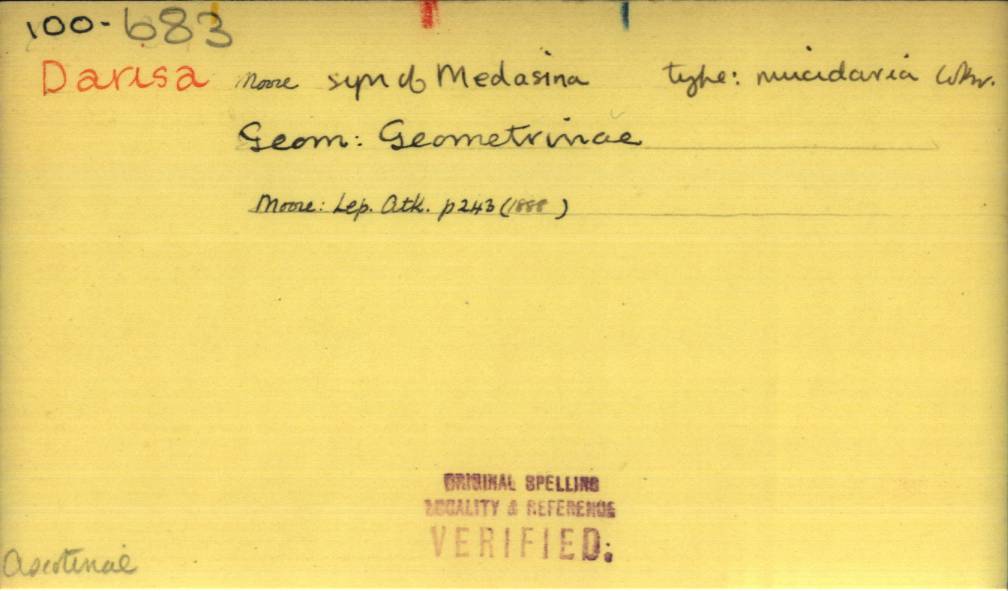 100-683
Darisa Moore syn of Medasina type: mucidaria Wkr.
Geom: Geometrinae
Moore: Lep. Atk. p243 (1888)
ORIGINAL SPELLING
LOCALITY & REFERENCE
VERIFIED.
Ascotinae